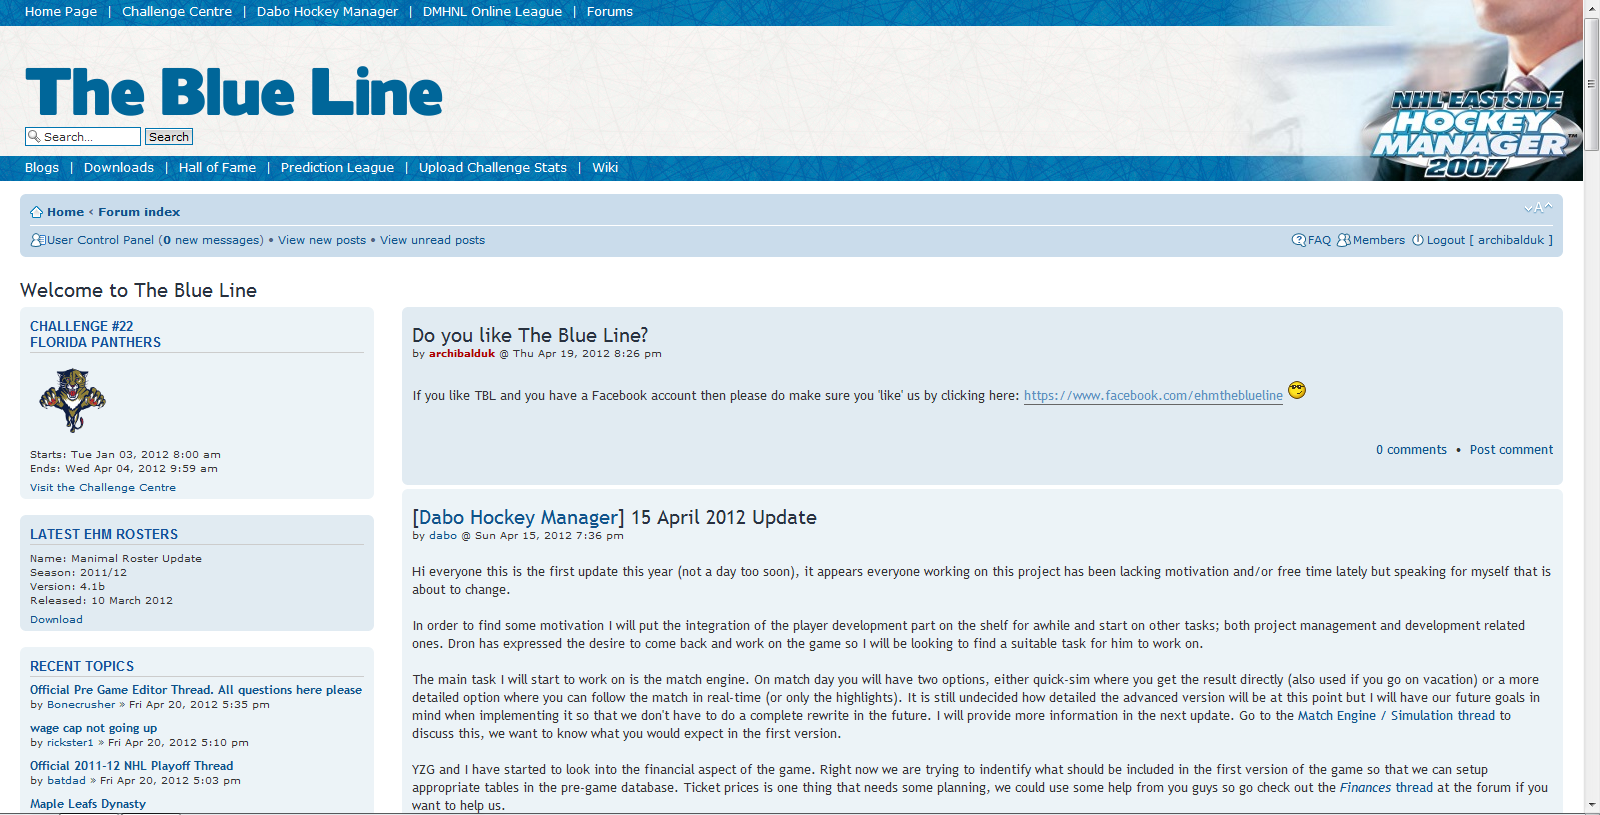 Home Page | Challenge Centre | Dabo Hockey Manager | DMHNL Online League | Forums
The Blue Line
Search...
Search
NHL EASTSIDE
HOCKEY
MANAGER™
2007
Blogs | Downloads | Hall of Fame | Prediction League | Upload Challenge Stats | Wiki
Home ‹ Forum index
A
User Control Panel (0 new messages) • View new posts • View unread posts
FAQ Members Logout [ archibalduk ]
Welcome to The Blue Line
CHALLENGE #22
FLORIDA PANTHERS
Starts: Tue Jan 03, 2012 8:00 am
Ends: Wed Apr 04, 2012 9:59 am
Visit the Challenge Centre
LATEST EHM ROSTERS
Name: Manimal Roster Update
Season: 2011/12
Version: 4.1b
Released: 10 March 2012
Download
RECENT TOPICS
Official Pre Game Editor Thread. All questions here please
by Bonecrusher » Fri Apr 20, 2012 5:35 pm
wage cap not going up
by rickster1 » Fri Apr 20, 2012 5:10 pm
Official 2011-12 NHL Playoff Thread
by batdad » Fri Apr 20, 2012 5:03 pm
Maple Leafs Dynasty
Do you like The Blue Line?
by archibalduk @ Thu Apr 19, 2012 8:26 pm
If you like TBL and you have a Facebook account then please do make sure you 'like' us by clicking here: https://www.facebook.com/ehmtheblueline
0 comments • Post comment
[Dabo Hockey Manager] 15 April 2012 Update
by dabo @ Sun Apr 15, 2012 7:36 pm
Hi everyone this is the first update this year (not a day too soon), it appears everyone working on this project has been lacking motivation and/or free time lately but speaking for myself that is
about to change.
In order to find some motivation I will put the integration of the player development part on the shelf for awhile and start on other tasks; both project management and development related
ones. Dron has expressed the desire to come back and work on the game so I will be looking to find a suitable task for him to work on.
The main task I will start to work on is the match engine. On match day you will have two options, either quick-sim where you get the result directly (also used if you go on vacation) or a more
detailed option where you can follow the match in real-time (or only the highlights). It is still undecided how detailed the advanced version will be at this point but I will have our future goals in
mind when implementing it so that we don't have to do a complete rewrite in the future. I will provide more information in the next update. Go to the Match Engine / Simulation thread to
discuss this, we want to know what you would expect in the first version.
YZG and I have started to look into the financial aspect of the game. Right now we are trying to indentify what should be included in the first version of the game so that we can setup
appropriate tables in the pre-game database. Ticket prices is one thing that needs some planning, we could use some help from you guys so go check out the Finances thread at the forum if you
want to help us.